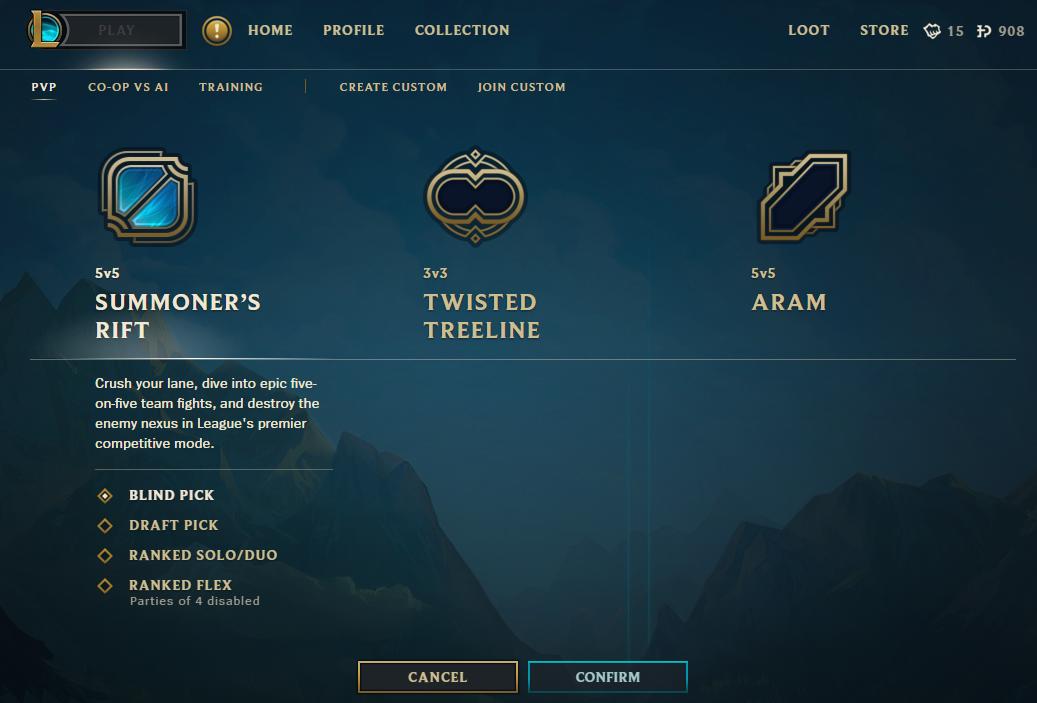 PLAY
!
HOME
PROFILE
COLLECTION
LOOT
STORE
15
908
PVP
CO-OP VS AI
TRAINING
CREATE CUSTOM
JOIN CUSTOM
5v5
SUMMONER'S
RIFT
3v3
TWISTED
TREELINE
5v5
ARAM
Crush your lane, dive into epic five-
on-five team fights, and destroy the
enemy nexus in League's premier
competitive mode.
BLIND PICK
DRAFT PICK
RANKED SOLO/DUO
RANKED FLEX
Parties of 4 disabled
CANCEL
CONFIRM